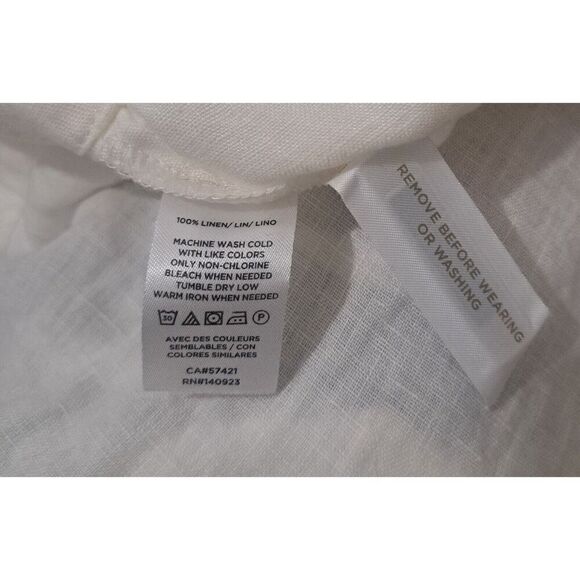 100% LINEN/ LIN/ LINO
MACHINE WASH COLD
WITH LIKE COLORS
ONLY NON-CHLORINE
BLEACH WHEN NEEDED
TUMBLE DRY LOW
WARM IRON WHEN NEEDED
30 P
AVEC DES COULEURS
SEMBLABLES / CON
COLORES SIMILARES
CA#57421
RN#140923
REMOVE BEFORE WEARING
OR WASHING